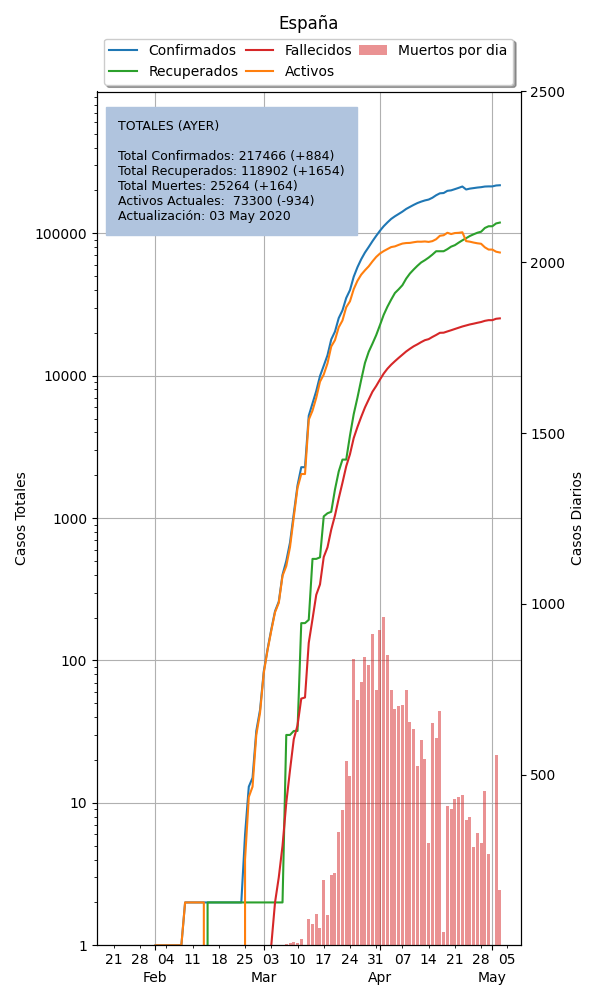 España
Confirmados Fallecidos Muertos por dia
Recuperados Activos
TOTALES (AYER)
Total Confirmados: 217466 (+884)
Total Recuperados: 118902 (+1654)
Total Muertes: 25264 (+164)
Activos Actuales:  73300 (-934)
Actualización: 03 May 2020
Casos Totales
100000
10000
1000
100
10
1
2500
2000
1500
1000
500
Casos Diarios
21 28 04 11 18 25 03 10 17 24 31 07 14 21 28 05
Feb Mar Apr May